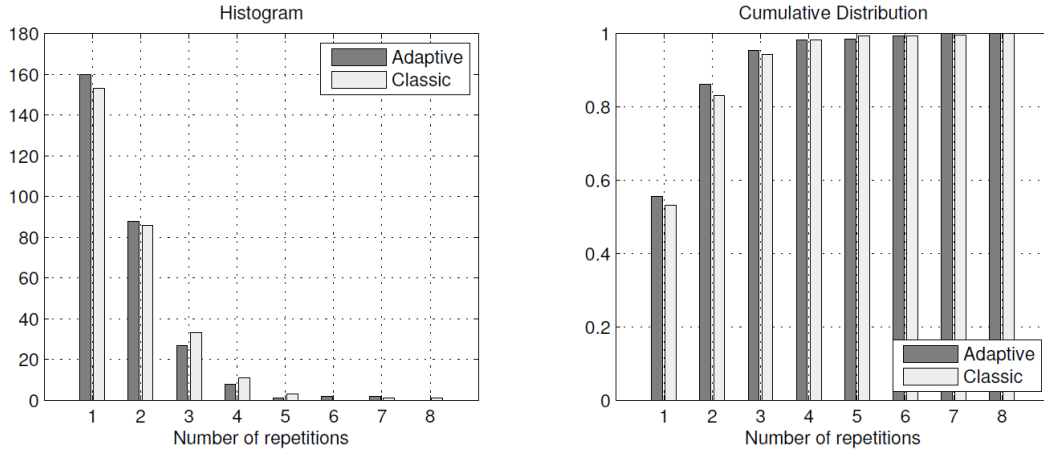 Histogram
180
160
140
120
100
80
60
40
20
0
Adaptive
Classic
1 2 3 4 5 6 7 8
Number of repetitions
Cumulative Distribution
1
0.8
0.6
0.4
0.2
0
Adaptive
Classic
1 2 3 4 5 6 7 8
Number of repetitions